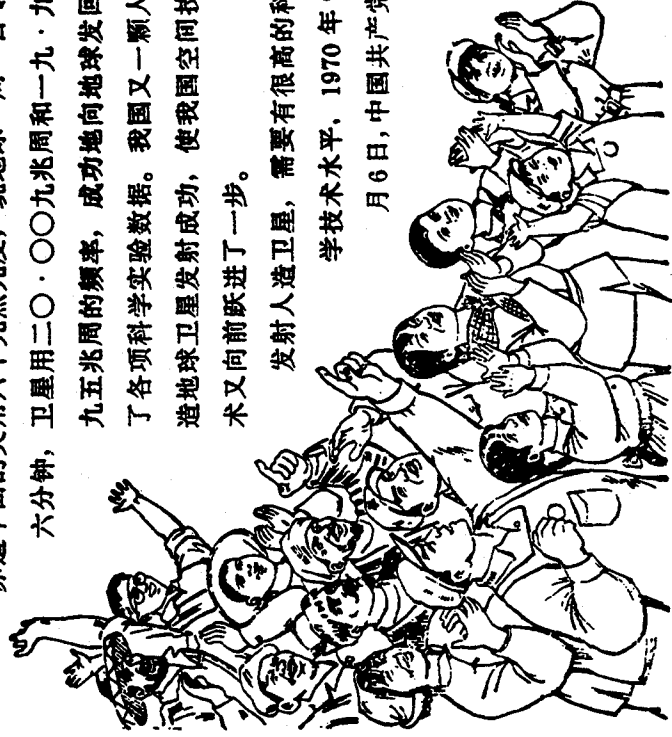 六分钟，卫星用二〇·〇〇九兆周和一九·九
九五兆周的频率，成功地向地球发回
了各项科学实验数据。我国又一颗人
造地球卫星发射成功，使我国空间技
术又向前跃进了一步。
发射人造卫星，需要有很高的科
学技术水平，1970年
月6日，中国共产党